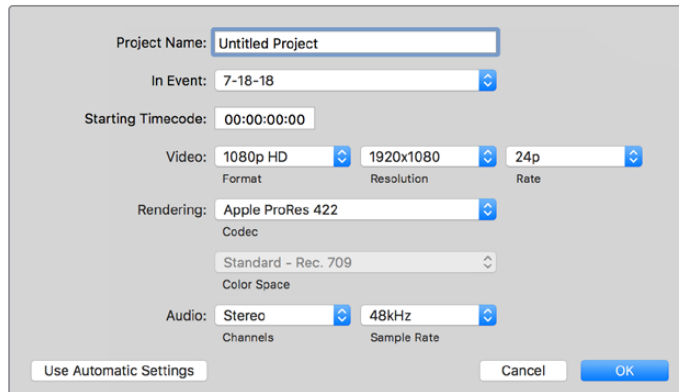 Project Name: Untitled Project
In Event: 7-18-18
Starting Timecode: 00:00:00:00
Video: 1080p HD 1920x1080 24p
Format Resolution Rate
Rendering: Apple ProRes 422
Codec
Standard - Rec. 709
Color Space
Audio: Stereo 48kHz
Channels Sample Rate
Use Automatic Settings Cancel OK